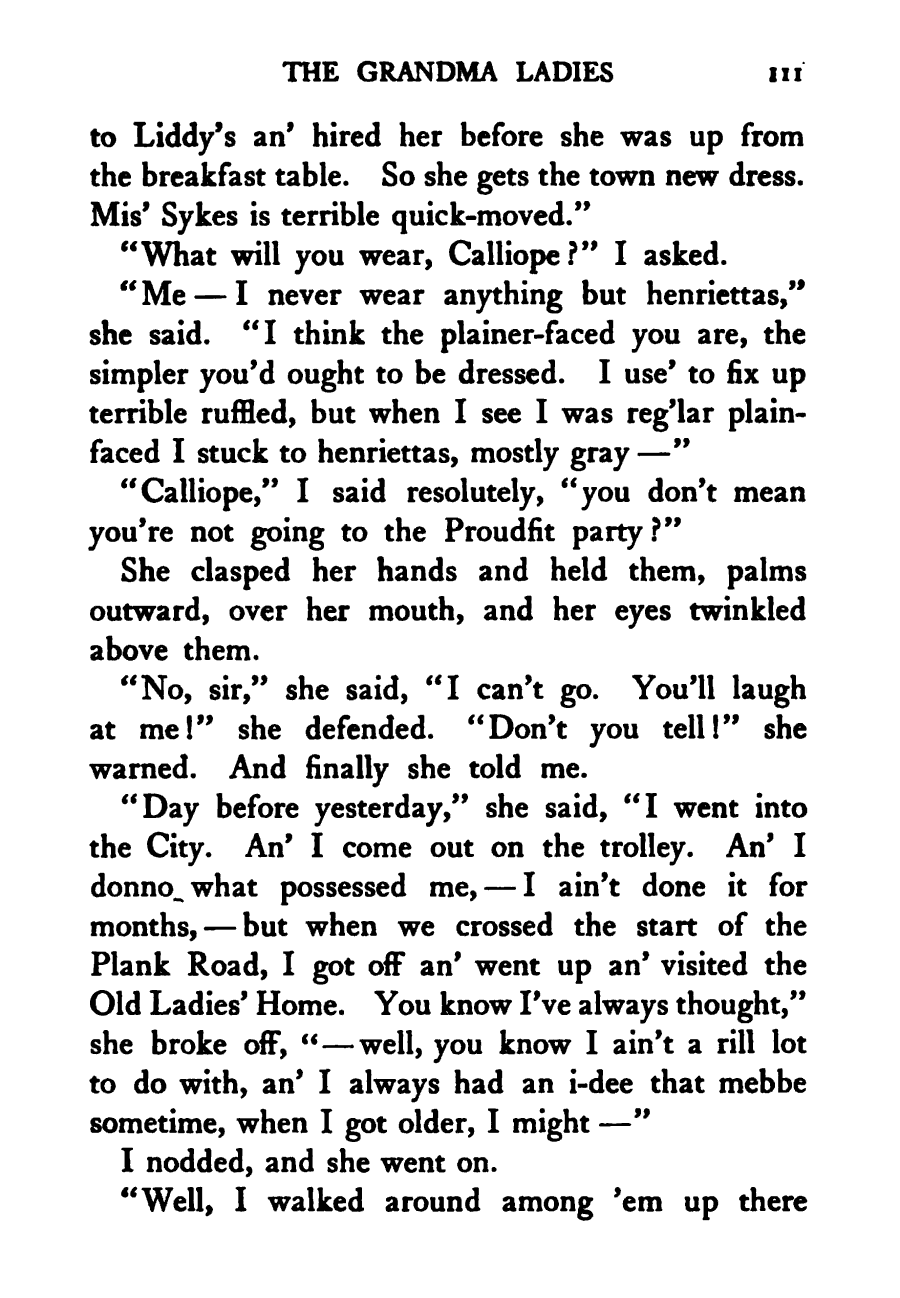 THE GRANDMA LADIES 111
to Liddy's an' hired her before she was up from
the breakfast table. So she gets the town new dress.
Mis' Sykes is terrible quick-moved."
"What will you wear, Calliope?" I asked.
"Me — I never wear anything but henriettas,"
she said. "I think the plainer-faced you are, the
simpler you'd ought to be dressed. I use' to fix up
terrible ruffled, but when I see I was reg'lar plain-
faced I stuck to henriettas, mostly gray —"
"Calliope," I said resolutely, "you don't mean
you're not going to the Proudfit party?"
She clasped her hands and held them, palms
outward, over her mouth, and her eyes twinkled
above them.
"No, sir," she said, "I can't go. You'll laugh
at me!" she defended. "Don't you tell!" she
warned. And finally she told me.
"Day before yesterday," she said, "I went into
the City. An' I come out on the trolley. An' I
donno what possessed me, — I ain't done it for
months, — but when we crossed the start of the
Plank Road, I got off an' went up an' visited the
Old Ladies' Home. You know I've always thought,"
she broke off, "— well, you know I ain't a rill lot
to do with, an' I always had an i-dee that mebbe
sometime, when I got older, I might —"
I nodded, and she went on.
"Well, I walked around among 'em up there